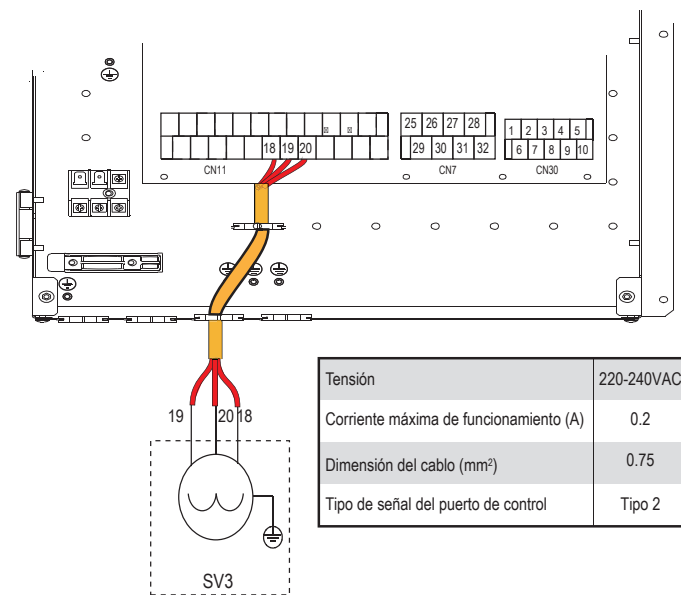 25 26 27 28
1 2 3 4 5
18 19 20
29 30 31 32
6 7 8 9 10
CN11
CN7
CN30
Tensión 220-240VAC
19 20 18
Corriente máxima de funcionamiento (A) 0.2
Dimensión del cablo (mm²) 0.75
Tipo de señal del puerto de control Tipo 2
SV3